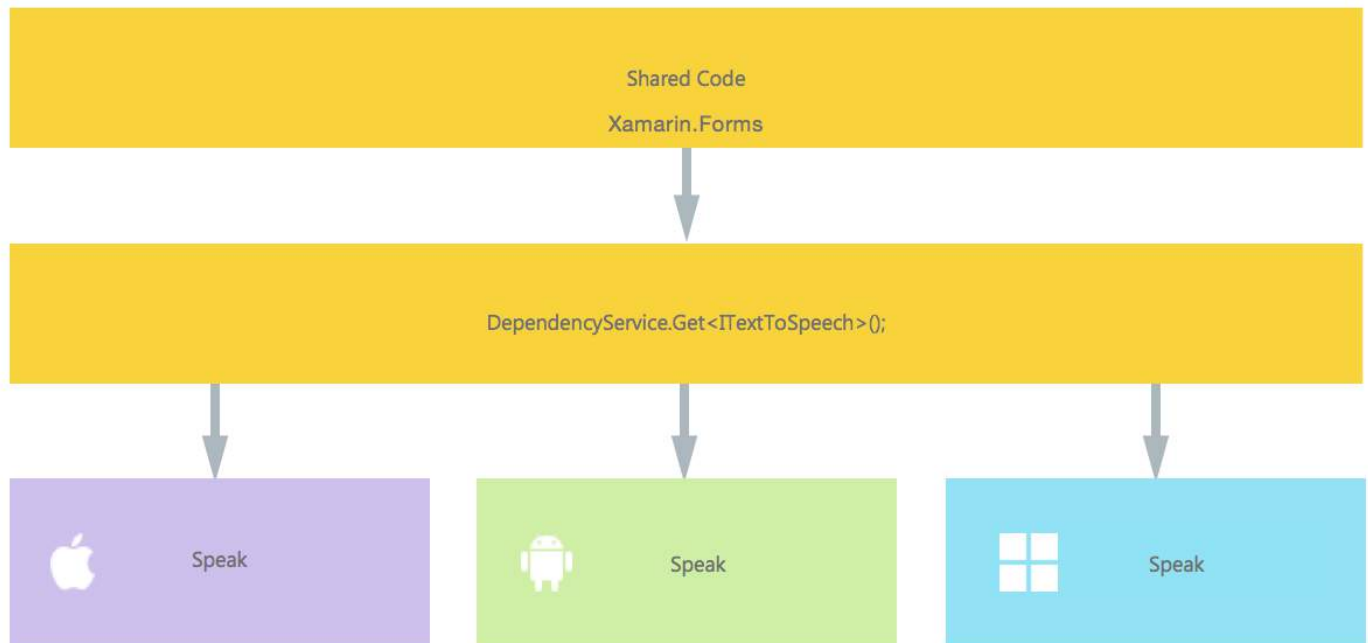 Shared Code
Xamarin.Forms
DependencyService.Get<ITextToSpeech>();
Speak
Speak
Speak